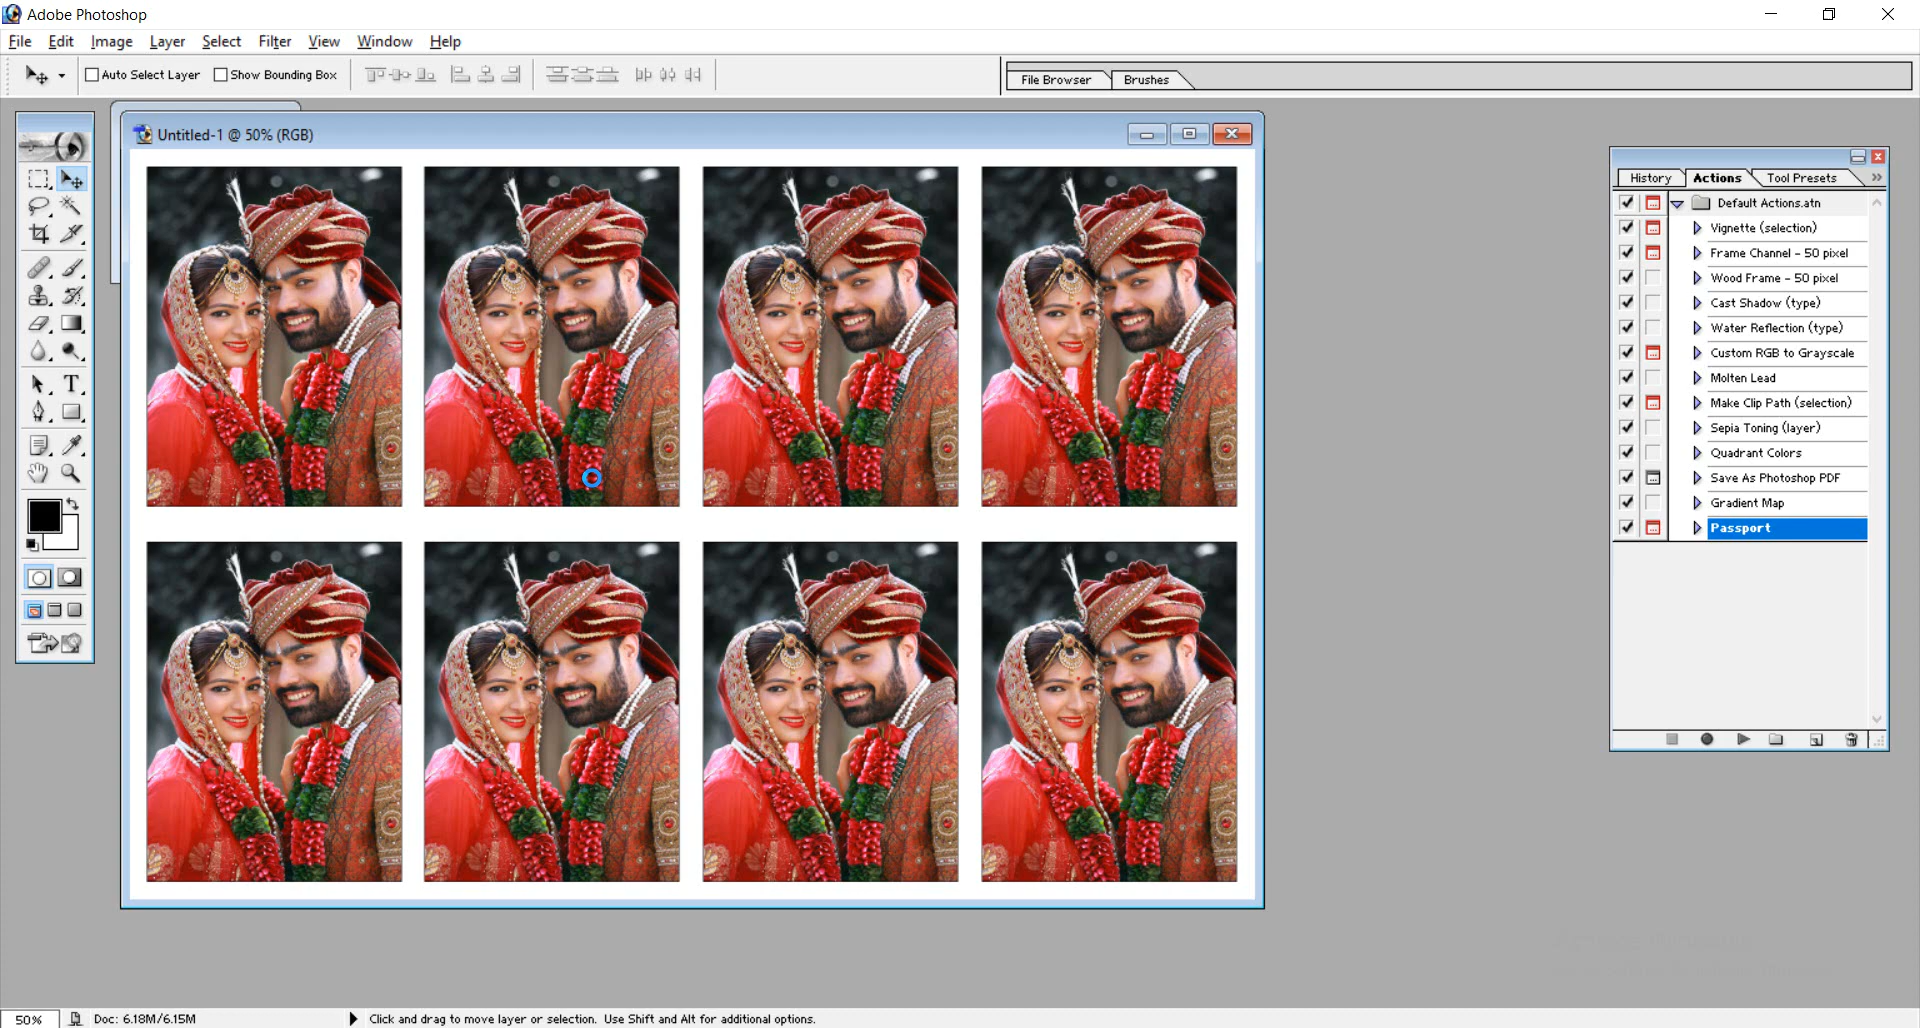 Adobe Photoshop
File Edit Image Layer Select Filter View Window Help
Auto Select Layer Show Bounding Box
File Browser Brushes
Untitled-1 @ 50% (RGB)
History Actions Tool Presets »
Default Actions.atn
Vignette (selection)
Frame Channel - 50 pixel
Wood Frame - 50 pixel
Cast Shadow (type)
Water Reflection (type)
Custom RGB to Grayscale
Molten Lead
Make Clip Path (selection)
Sepia Toning (layer)
Quadrant Colors
Save As Photoshop PDF
Gradient Map
Passport
50% Doc: 6.18M/6.15M Click and drag to move layer or selection. Use Shift and Alt for additional options.